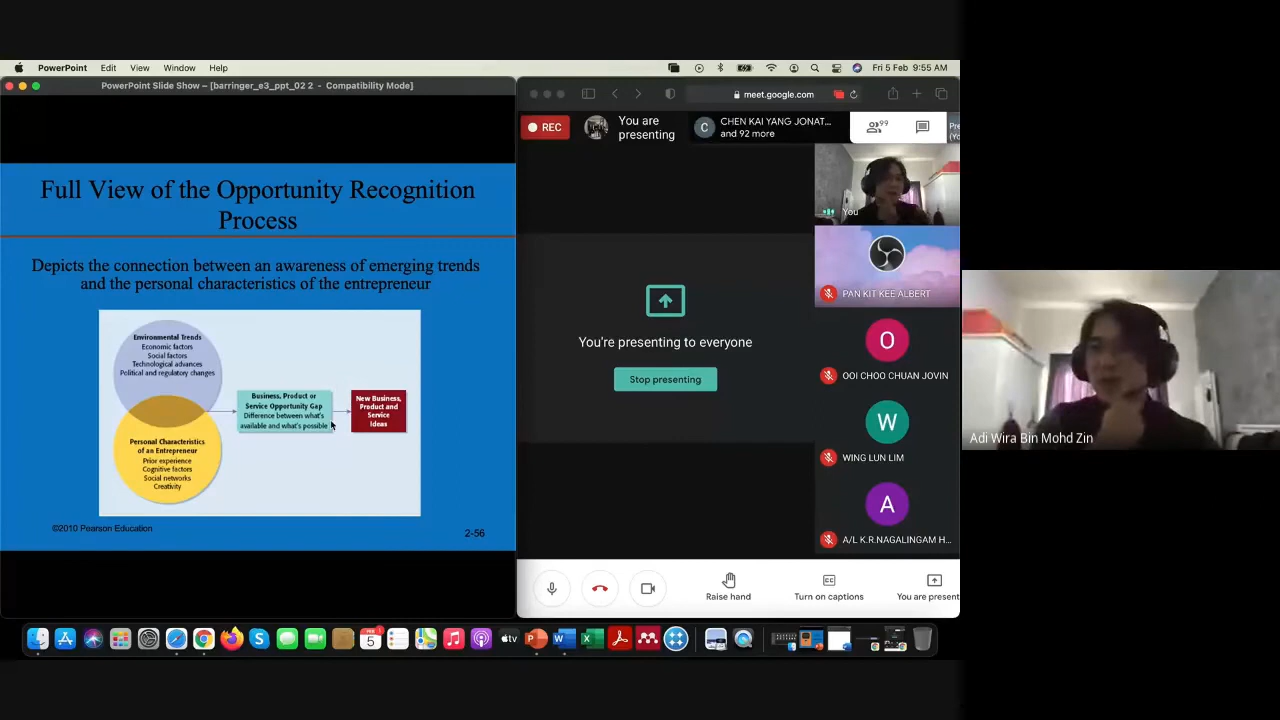 PowerPoint Edit View Window Help
Fri 5 Feb 9:55 AM
PowerPoint Slide Show – [barringer_e3_ppt_02 2 - Compatibility Mode]
Full View of the Opportunity Recognition
Process
Depicts the connection between an awareness of emerging trends
and the personal characteristics of the entrepreneur
Environmental Trends
Economic factors
Social factors
Technological advances
Political and regulatory changes
Business, Product or
Service Opportunity Gap
Difference between what's
available and what's possible
New Business,
Product and
Service
Ideas
Personal Characteristics
of an Entrepreneur
Prior experience
Cognitive factors
Social networks
Creativity
©2010 Pearson Education
2-56
meet.google.com
REC
You are
presenting
C
CHEN KAI YANG JONAT...
and 92 more
99
Pre
(Yo
You
You're presenting to everyone
Stop presenting
PAN KIT KEE ALBERT
O
OOI CHOO CHUAN JOVIN
W
WING LUN LIM
A
A/L K.R.NAGALINGAM H...
Raise hand
Turn on captions
You are present
tv
Adi Wira Bin Mohd Zin